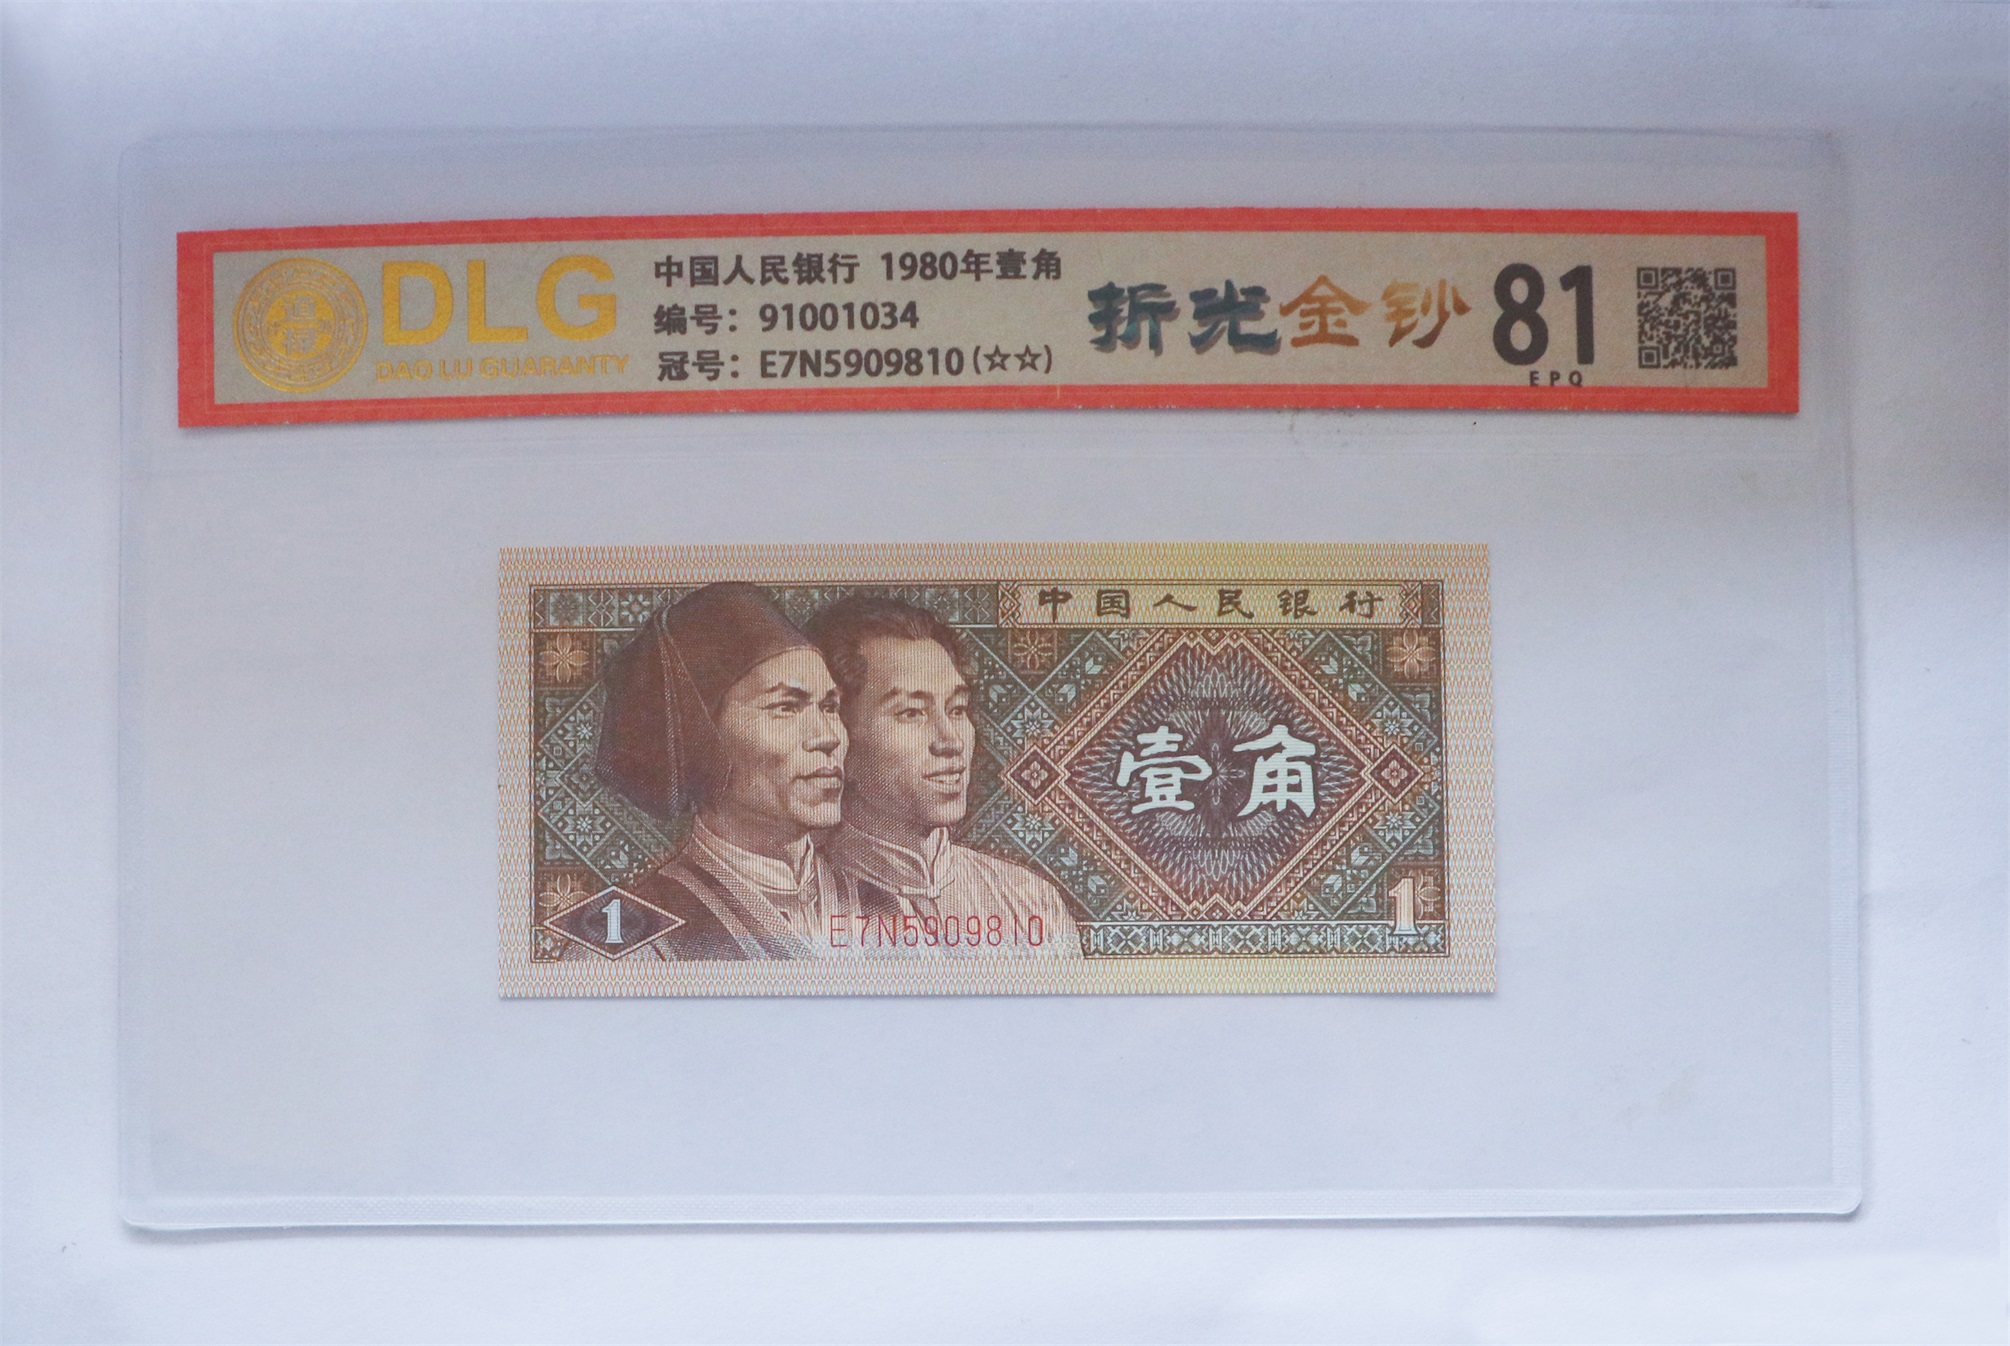 DLG
DAO LU GUARANTY
中国人民银行 1980年壹角
编号：91001034
冠号：E7N5909810(☆☆)
折光金钞
81
EPQ
中国人民银行
壹角
1
E7N5909810
1